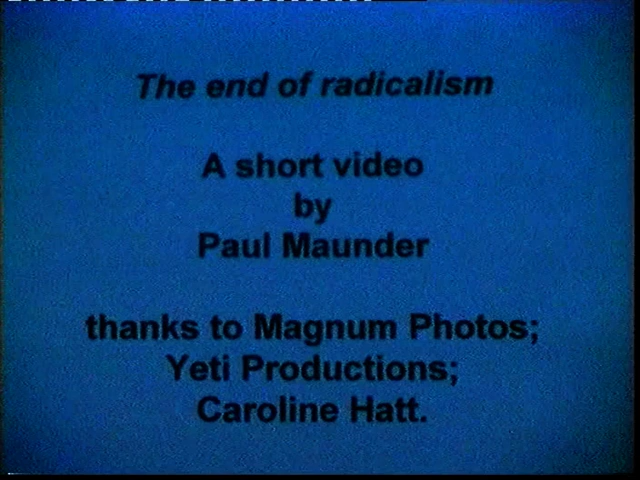 The end of radicalism
A short video
by
Paul Maunder
thanks to Magnum Photos;
Yeti Productions;
Caroline Hatt.